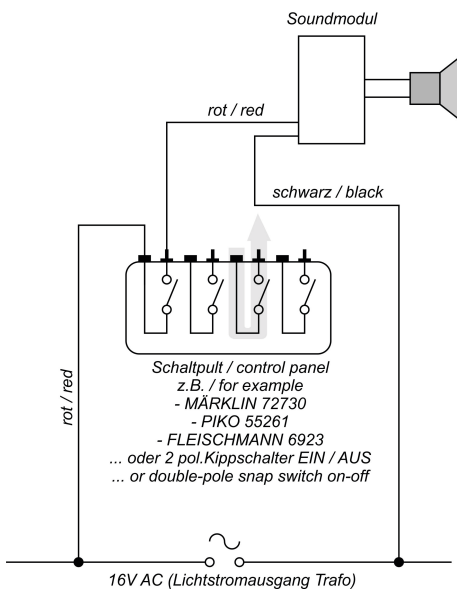 Soundmodul
rot / red
schwarz / black
rot / red
Schaltpult / control panel
z.B. / for example
- MÄRKLIN 72730
- PIKO 55261
- FLEISCHMANN 6923
... oder 2 pol.Kippschalter EIN / AUS
... or double-pole snap switch on-off
16V AC (Lichtstromausgang Trafo)